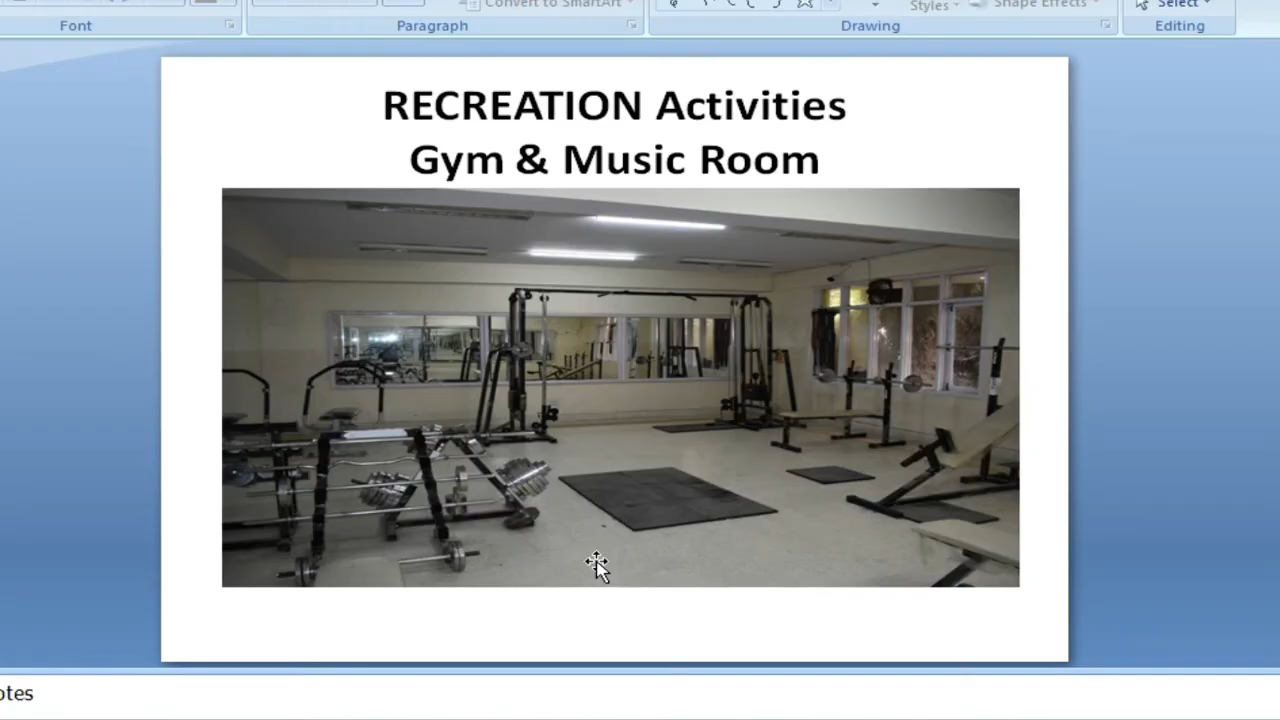 Convert to SmartArt
Styles
Shape Effects
Select
Font
Paragraph
Drawing
Editing
RECREATION Activities
Gym & Music Room
otes